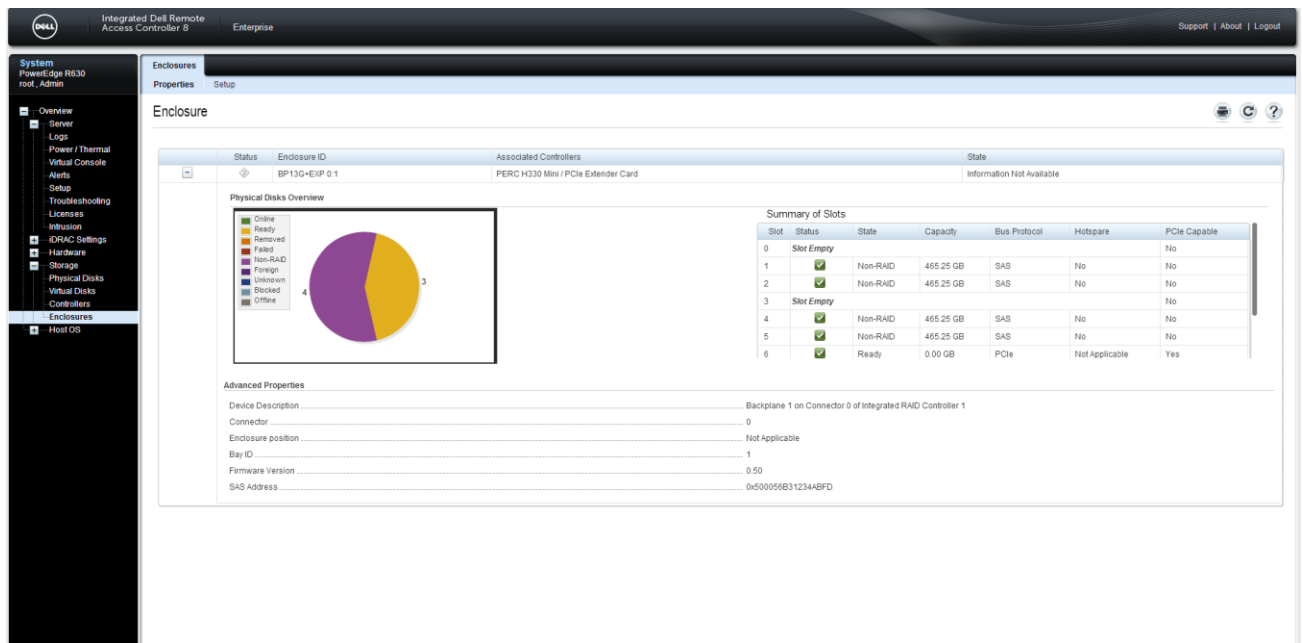 DELL
Integrated Dell Remote
Access Controller 8
Enterprise
Support | About | Logout
System
PowerEdge R630
root , Admin
Overview
Server
Logs
Power / Thermal
Virtual Console
Alerts
Setup
Troubleshooting
Licenses
Intrusion
iDRAC Settings
Hardware
Storage
Physical Disks
Virtual Disks
Controllers
Enclosures
Host OS
Enclosures
Properties Setup
Enclosure
Status Enclosure ID Associated Controllers State
BP13G+EXP 0:1 PERC H330 Mini / PCIe Extender Card Information Not Available
Physical Disks Overview
Online
Ready
Removed
Failed
Non-RAID
Foreign
Unknown
Blocked
Offline
4
3
Summary of Slots
Slot Status State Capacity Bus Protocol Hotspare PCIe Capable
0 Slot Empty No
1 Non-RAID 465.25 GB SAS No No
2 Non-RAID 465.25 GB SAS No No
3 Slot Empty No
4 Non-RAID 465.25 GB SAS No No
5 Non-RAID 465.25 GB SAS No No
6 Ready 0.00 GB PCIe Not Applicable Yes
Advanced Properties
Device Description Backplane 1 on Connector 0 of Integrated RAID Controller 1
Connector 0
Enclosure position Not Applicable
Bay ID 1
Firmware Version 0.50
SAS Address 0x500056B31234ABFD